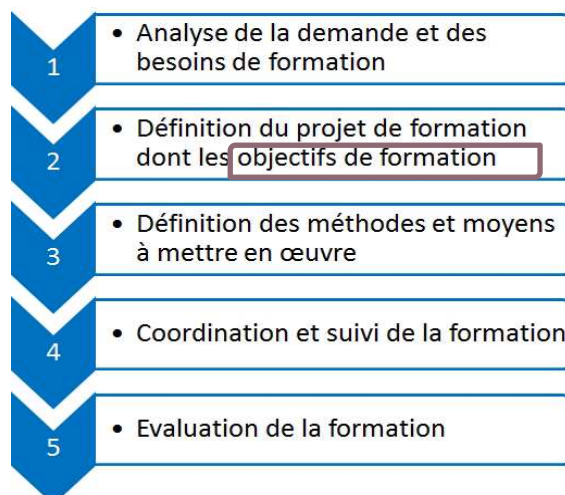 1
• Analyse de la demande et des
besoins de formation
2
• Définition du projet de formation
dont les objectifs de formation
3
• Définition des méthodes et moyens
à mettre en œuvre
4
• Coordination et suivi de la formation
5
• Evaluation de la formation